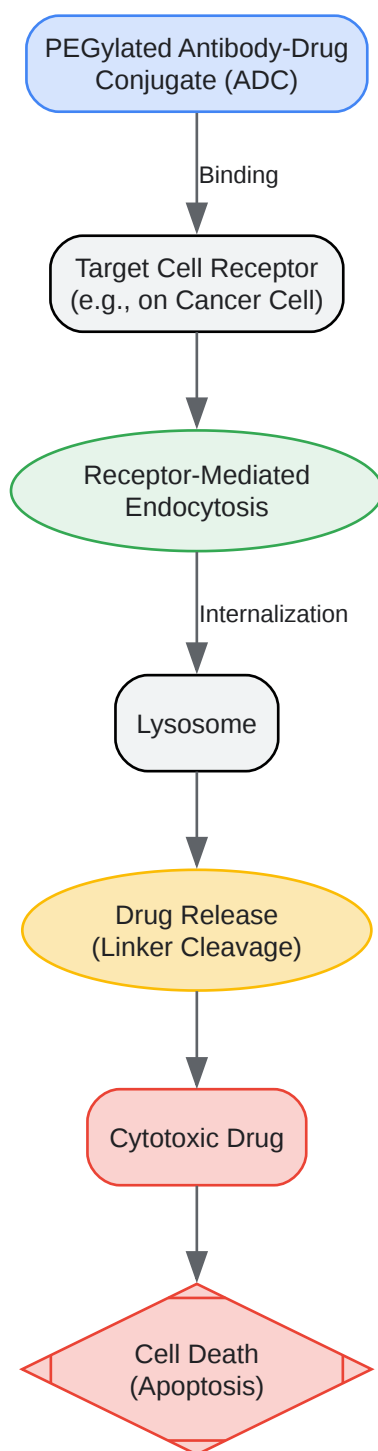 PEGylated Antibody-Drug
Conjugate (ADC)
Binding
Target Cell Receptor
(e.g., on Cancer Cell)
Receptor-Mediated
Endocytosis
Internalization
Lysosome
Drug Release
(Linker Cleavage)
Cytotoxic Drug
Cell Death
(Apoptosis)